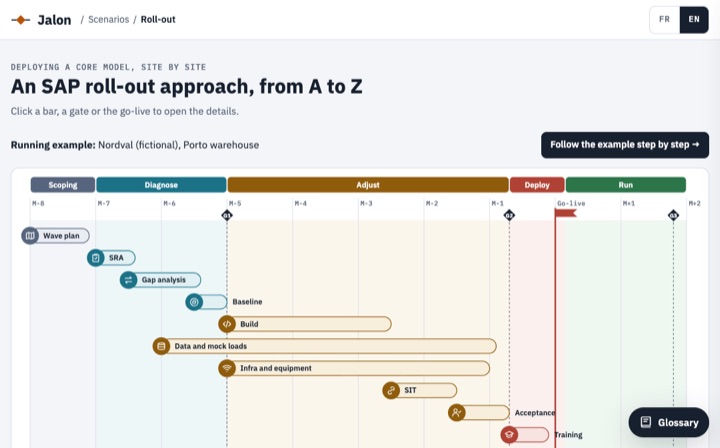 Jalon / Scenarios / Roll-out FR EN
DEPLOYING A CORE MODEL, SITE BY SITE
An SAP roll-out approach, from A to Z
Click a bar, a gate or the go-live to open the details.
Running example: Nordval (fictional), Porto warehouse
Follow the example step by step →
Scoping Diagnose Adjust Deploy Run
M-8 M-7 M-6 M-5 M-4 M-3 M-2 M-1 Go-live M+1 M+2
G1 G2 G3
Wave plan
SRA
Gap analysis
Baseline
Build
Data and mock loads
Infra and equipment
SIT
Acceptance
Training
Glossary